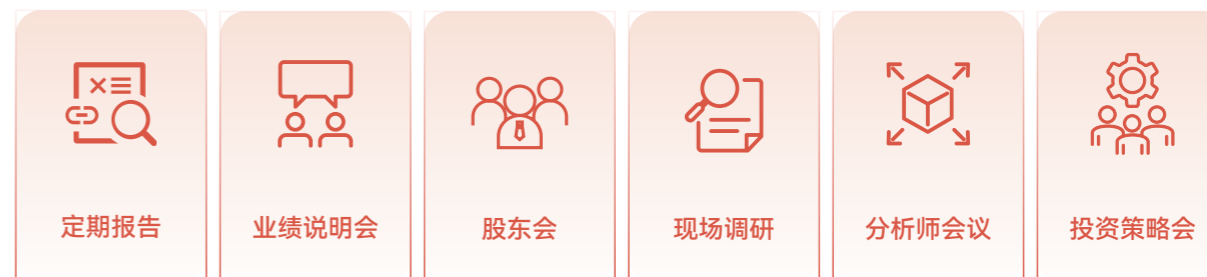 定期报告
业绩说明会
股东会
现场调研
分析师会议
投资策略会